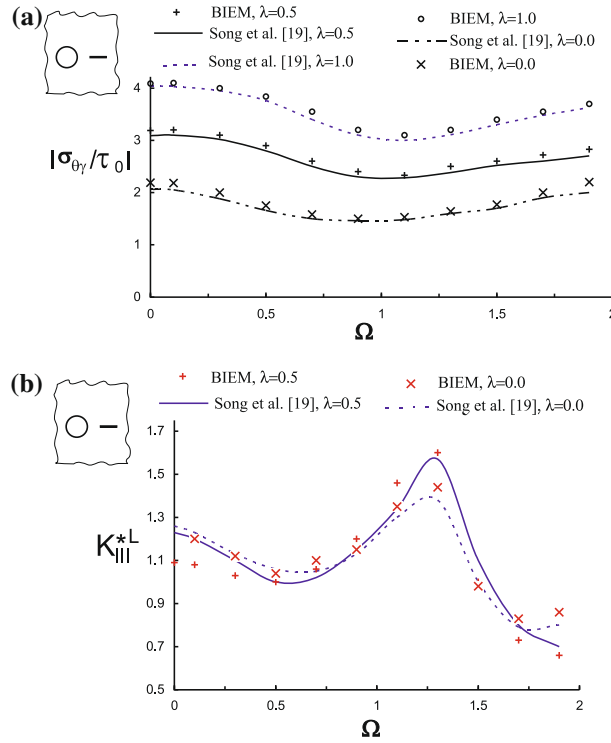 (a)
+ BIEM, λ=0.5
Song et al. [19], λ=0.5
Song et al. [19], λ=1.0
BIEM, λ=1.0
Song et al. [19], λ=0.0
× BIEM, λ=0.0
|σθγ/τ0|
4
3
2
1
0
0 0.5 1 1.5 2
Ω
(b)
+ BIEM, λ=0.5
Song et al. [19], λ=0.5
× BIEM, λ=0.0
Song et al. [19], λ=0.0
K*L III
1.7
1.5
1.3
1.1
0.9
0.7
0.5
0 0.5 1 1.5 2
Ω